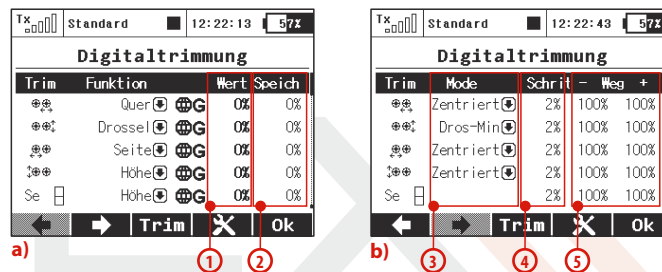 Tx Standard 12:22:13 57%
Digitaltrimmung
Trim Funktion Wert Speich
Quer G 0% 0%
Drossel G 0% 0%
Seite G 0% 0%
Höhe G 0% 0%
Se Höhe G 0% 0%
Trim Ok
a) 1 2
Tx Standard 12:22:43 57%
Digitaltrimmung
Trim Mode Schrit - Weg +
Zentriert 2% 100% 100%
Dros-Min 2% 100% 100%
Zentriert 2% 100% 100%
Zentriert 2% 100% 100%
Se 2% 100% 100%
Trim Ok
b) 3 4 5